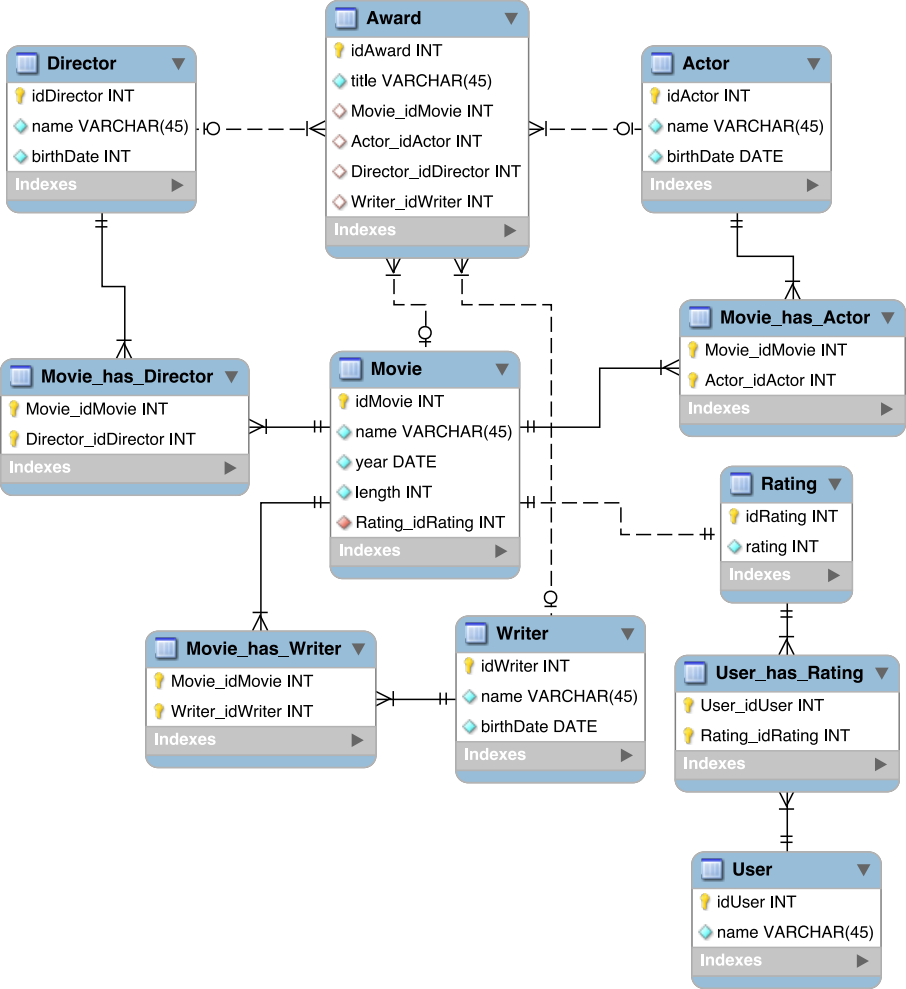 Award
idAward INT
title VARCHAR(45)
Movie_idMovie INT
Actor_idActor INT
Director_idDirector INT
Writer_idWriter INT
Indexes
Director
idDirector INT
name VARCHAR(45)
birthDate INT
Indexes
Actor
idActor INT
name VARCHAR(45)
birthDate DATE
Indexes
Movie_has_Actor
Movie_idMovie INT
Actor_idActor INT
Indexes
Movie_has_Director
Movie_idMovie INT
Director_idDirector INT
Indexes
Movie
idMovie INT
name VARCHAR(45)
year DATE
length INT
Rating_idRating INT
Indexes
Rating
idRating INT
rating INT
Indexes
Movie_has_Writer
Movie_idMovie INT
Writer_idWriter INT
Indexes
Writer
idWriter INT
name VARCHAR(45)
birthDate DATE
Indexes
User_has_Rating
User_idUser INT
Rating_idRating INT
Indexes
User
idUser INT
name VARCHAR(45)
Indexes